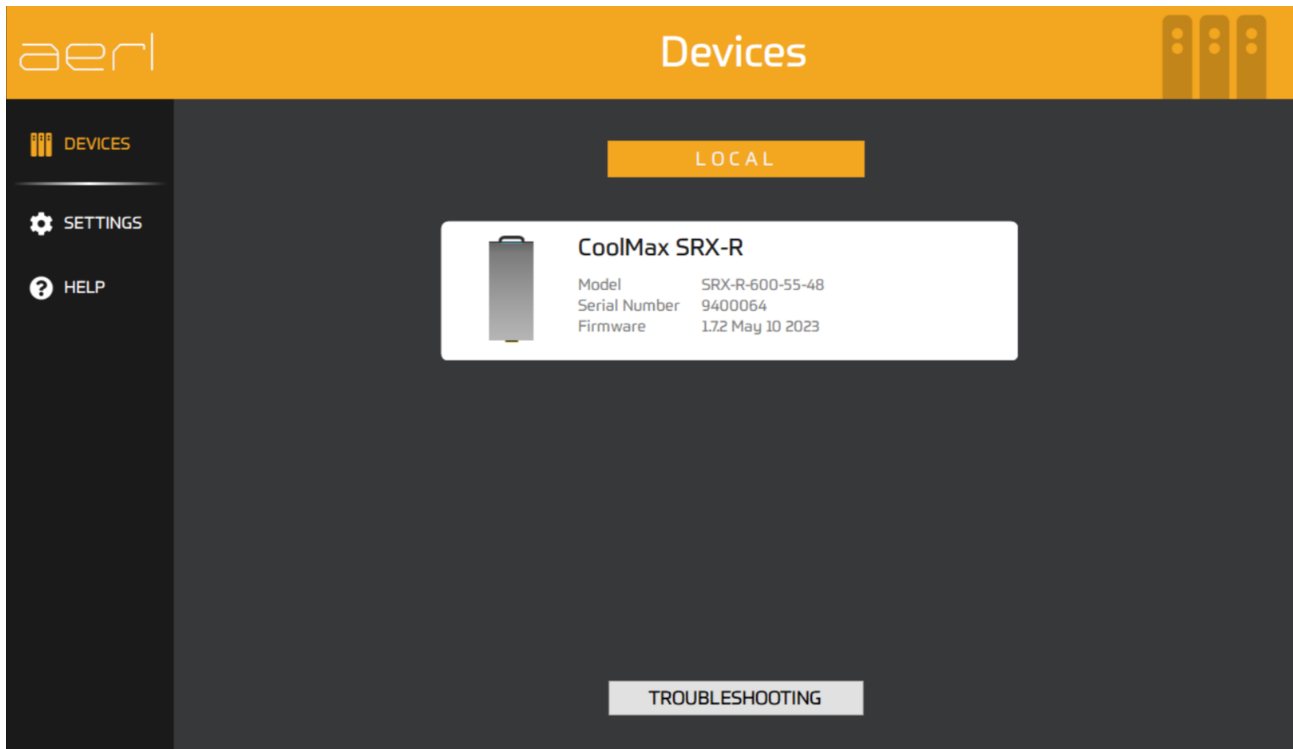 aerl
Devices
DEVICES
SETTINGS
HELP
LOCAL
CoolMax SRX-R
Model SRX-R-600-55-48
Serial Number 9400064
Firmware 1.7.2 May 10 2023
TROUBLESHOOTING